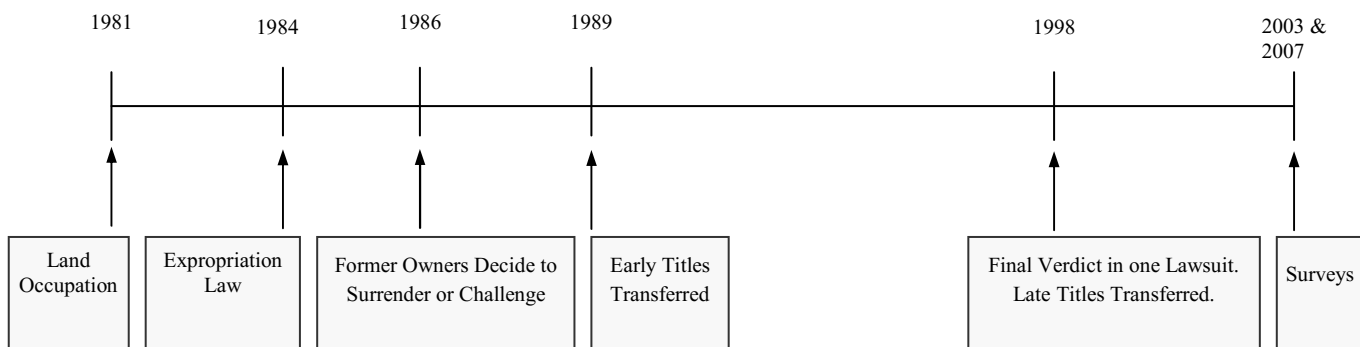 1981
1984
1986
1989
1998
2003 &
2007
Land
Occupation
Expropriation
Law
Former Owners Decide to
Surrender or Challenge
Early Titles
Transferred
Final Verdict in one Lawsuit.
Late Titles Transferred.
Surveys